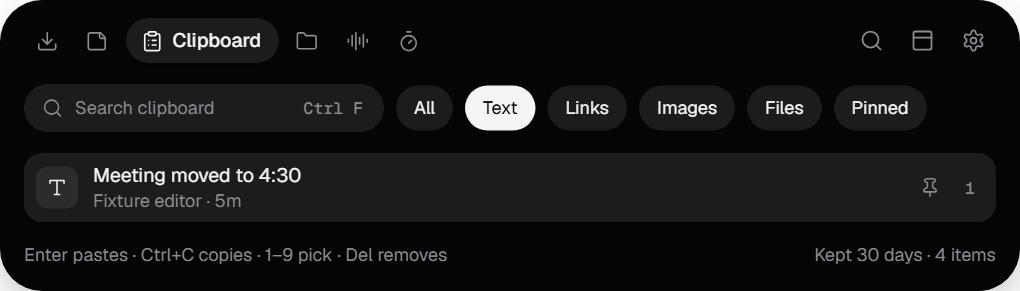 Clipboard
Search clipboard Ctrl F All Text Links Images Files Pinned
T Meeting moved to 4:30 1
Fixture editor · 5m
Enter pastes · Ctrl+C copies · 1–9 pick · Del removes Kept 30 days · 4 items